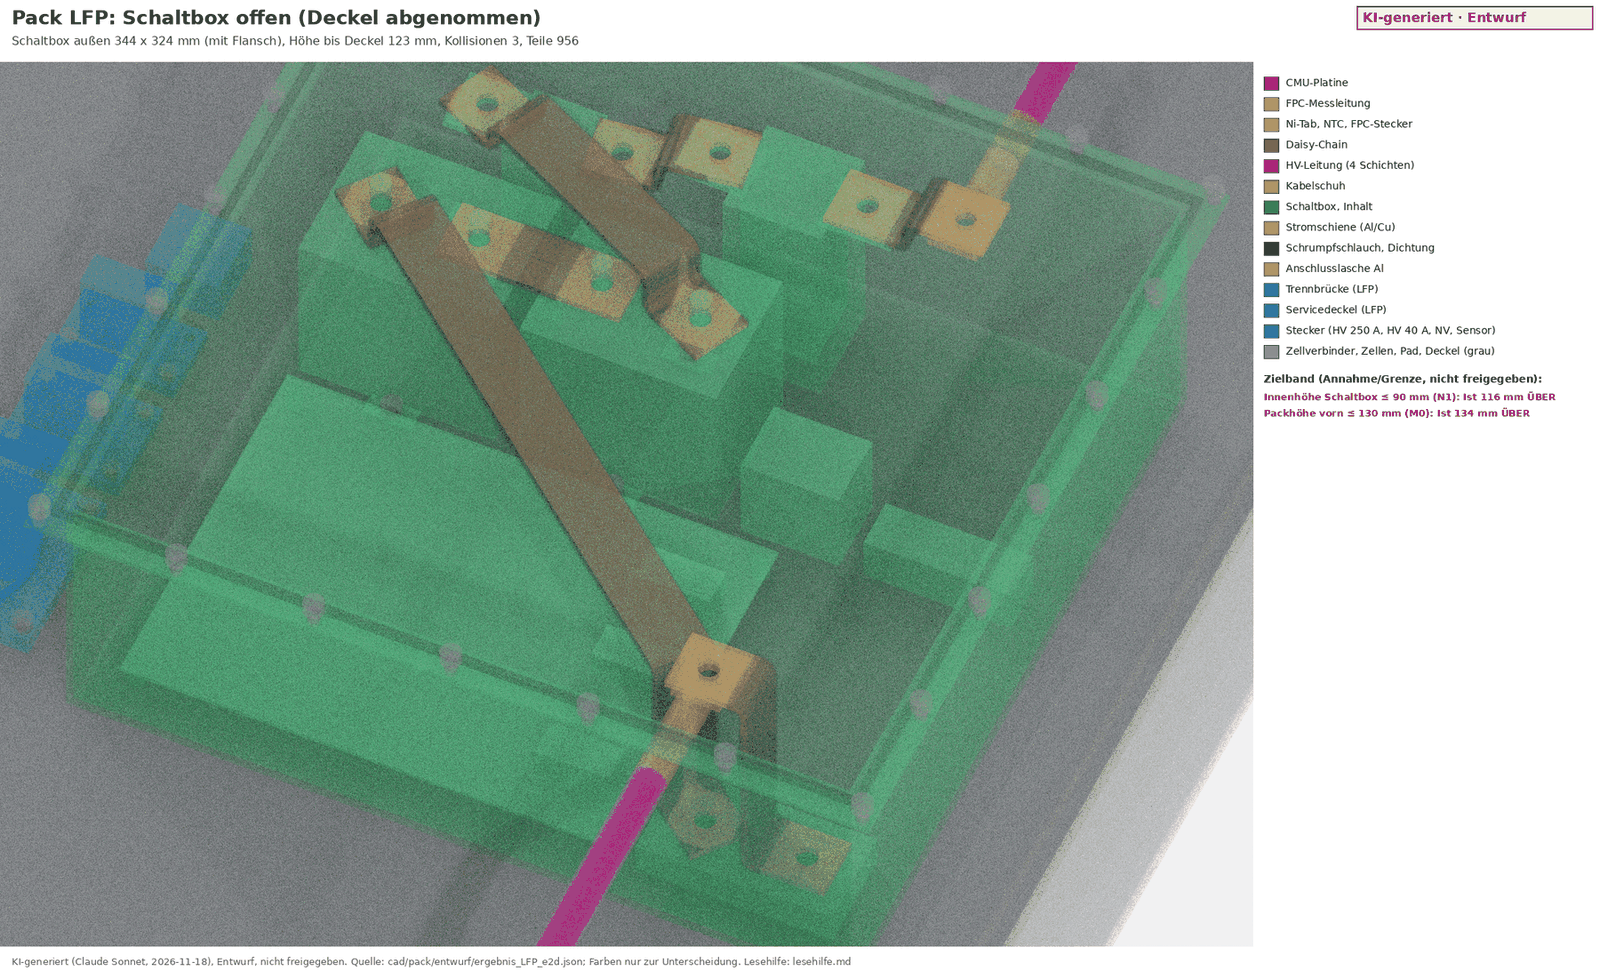 Pack LFP: Schaltbox offen (Deckel abgenommen)
KI-generiert · Entwurf
Schaltbox außen 344 x 324 mm (mit Flansch), Höhe bis Deckel 123 mm, Kollisionen 3, Teile 956
CMU-Platine
FPC-Messleitung
Ni-Tab, NTC, FPC-Stecker
Daisy-Chain
HV-Leitung (4 Schichten)
Kabelschuh
Schaltbox, Inhalt
Stromschiene (Al/Cu)
Schrumpfschlauch, Dichtung
Anschlusslasche Al
Trennbrücke (LFP)
Servicedeckel (LFP)
Stecker (HV 250 A, HV 40 A, NV, Sensor)
Zellverbinder, Zellen, Pad, Deckel (grau)
Zielband (Annahme/Grenze, nicht freigegeben):
Innenhöhe Schaltbox ≤ 90 mm (N1): Ist 116 mm ÜBER
Packhöhe vorn ≤ 130 mm (M0): Ist 134 mm ÜBER
KI-generiert (Claude Sonnet, 2026-11-18), Entwurf, nicht freigegeben. Quelle: cad/pack/entwurf/ergebnis_LFP_e2d.json; Farben nur zur Unterscheidung. Lesehilfe: lesehilfe.md